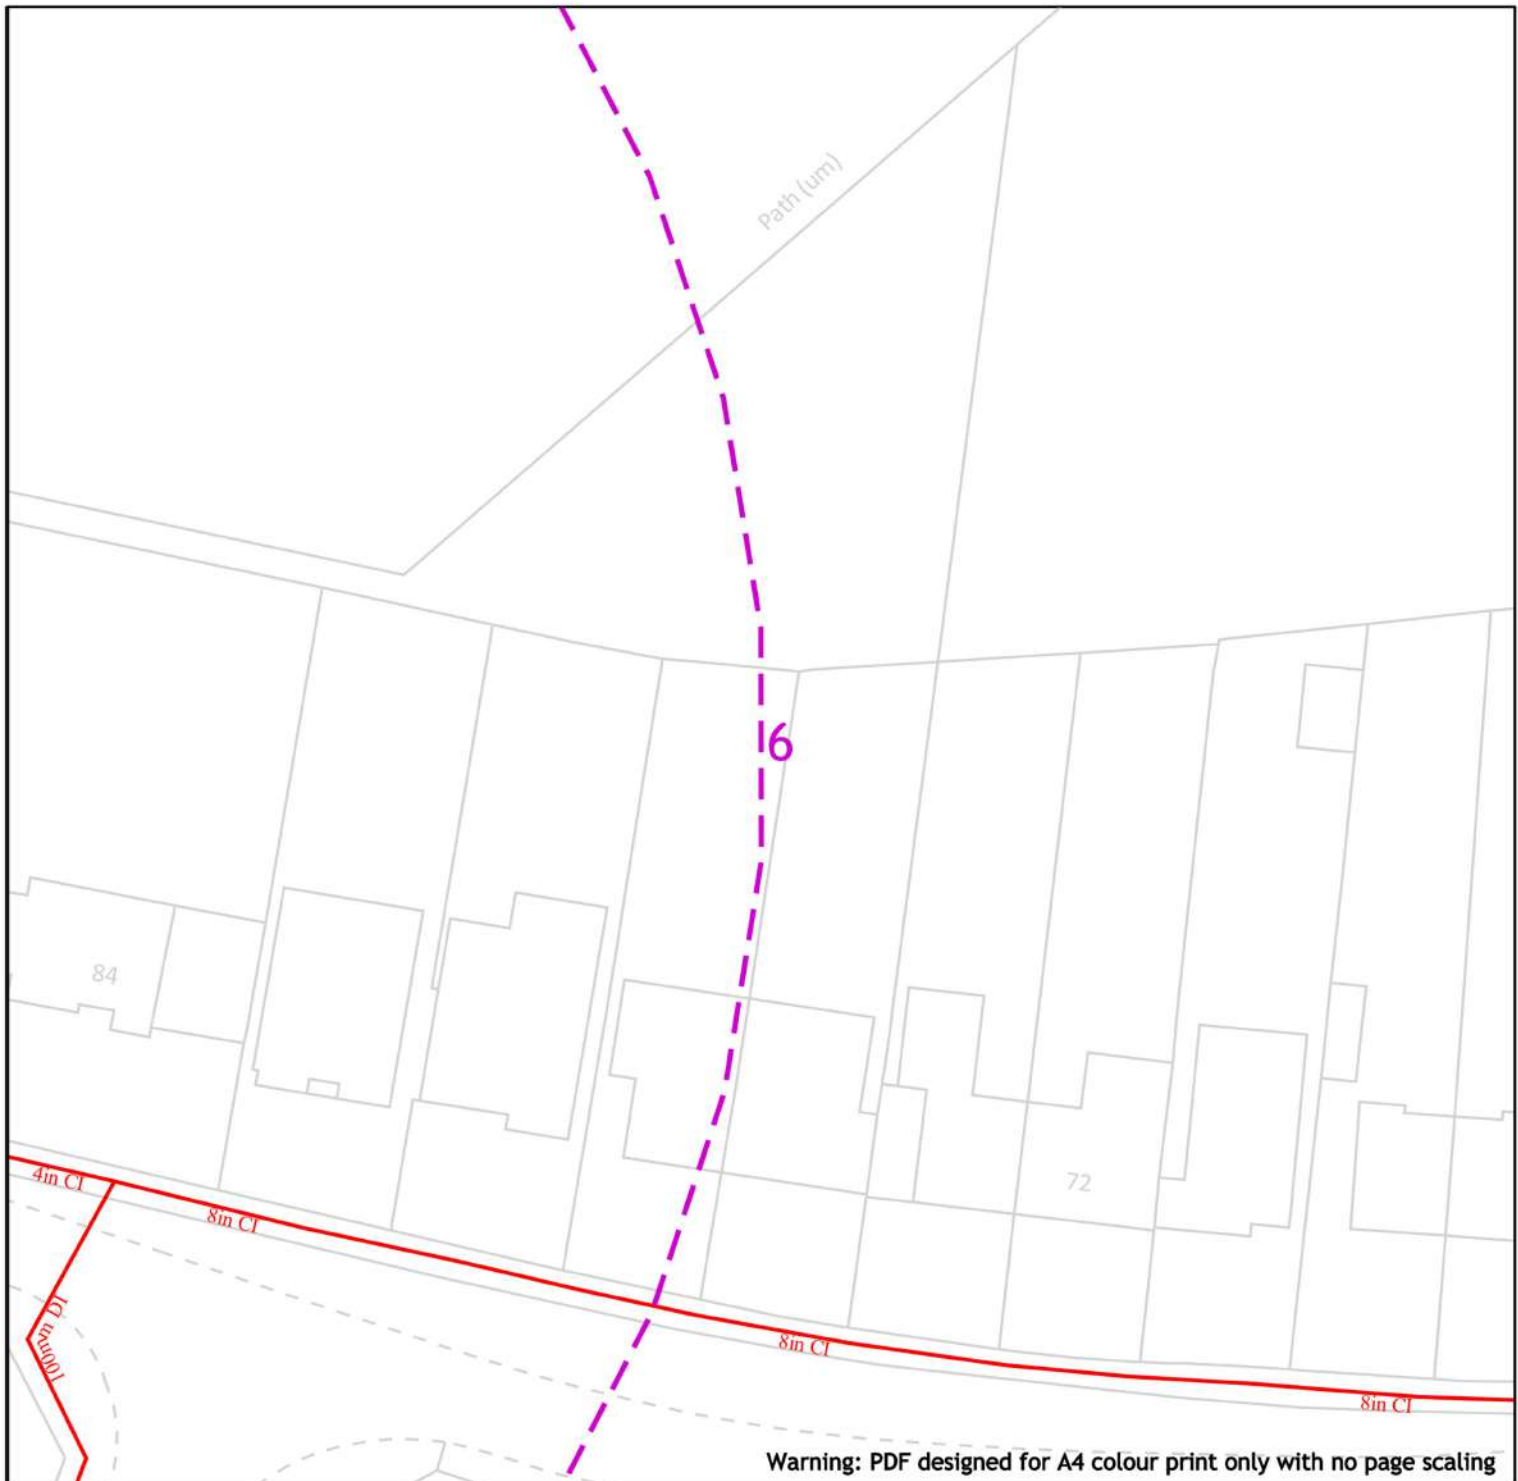 Path (um)
6
84
72
4in CI
8in CI
100mm DI
8in CI
8in CI
Warning: PDF designed for A4 colour print only with no page scaling